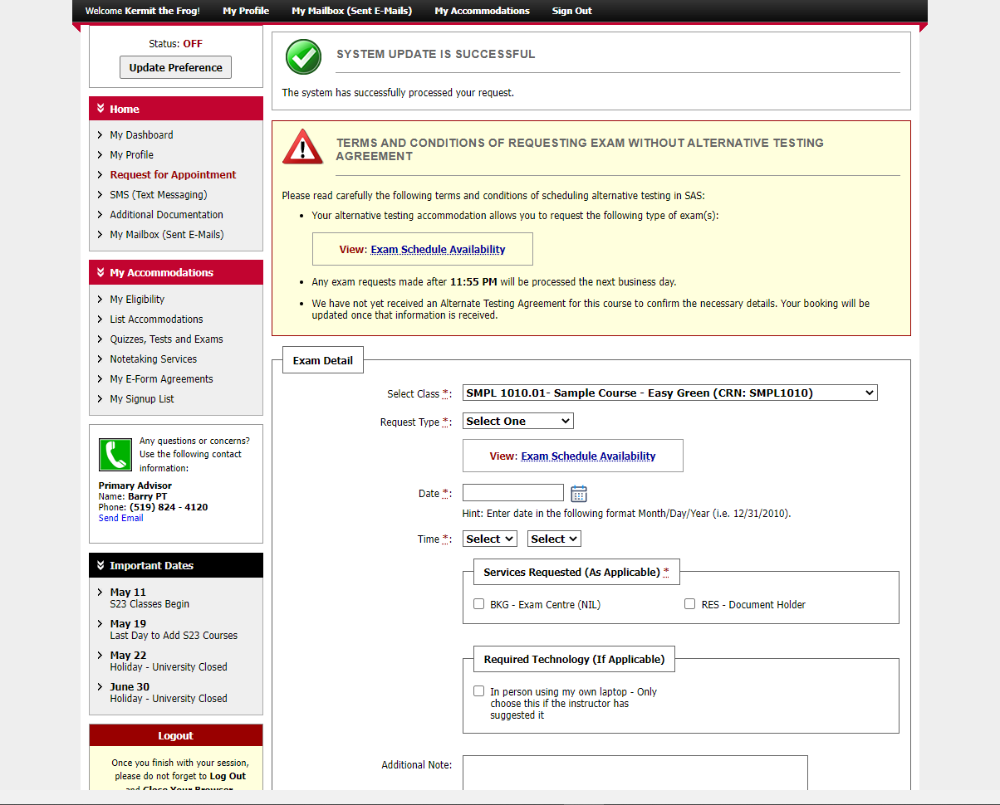 Welcome Kermit the Frog! My Profile My Mailbox (Sent E-Mails) My Accommodations Sign Out
Status: OFF
Update Preference
Home
My Dashboard
My Profile
Request for Appointment
SMS (Text Messaging)
Additional Documentation
My Mailbox (Sent E-Mails)
My Accommodations
My Eligibility
List Accommodations
Quizzes, Tests and Exams
Notetaking Services
My E-Form Agreements
My Signup List
Any questions or concerns?
Use the following contact
information:
Primary Advisor
Name: Barry PT
Phone: (519) 824 - 4120
Send Email
Important Dates
May 11
S23 Classes Begin
May 19
Last Day to Add S23 Courses
May 22
Holiday - University Closed
June 30
Holiday - University Closed
Logout
Once you finish with your session,
please do not forget to Log Out
and Close Your Browser
SYSTEM UPDATE IS SUCCESSFUL
The system has successfully processed your request.
TERMS AND CONDITIONS OF REQUESTING EXAM WITHOUT ALTERNATIVE TESTING
AGREEMENT
Please read carefully the following terms and conditions of scheduling alternative testing in SAS:
• Your alternative testing accommodation allows you to request the following type of exam(s):
View: Exam Schedule Availability
• Any exam requests made after 11:55 PM will be processed the next business day.
• We have not yet received an Alternate Testing Agreement for this course to confirm the necessary details. Your booking will be
updated once that information is received.
Exam Detail
Select Class *: SMPL 1010.01- Sample Course - Easy Green (CRN: SMPL1010)
Request Type *: Select One
View: Exam Schedule Availability
Date *:
Hint: Enter date in the following format Month/Day/Year (i.e. 12/31/2010).
Time *: Select Select
Services Requested (As Applicable) *
BKG - Exam Centre (NIL) RES - Document Holder
Required Technology (If Applicable)
In person using my own laptop - Only
choose this if the instructor has
suggested it
Additional Note: